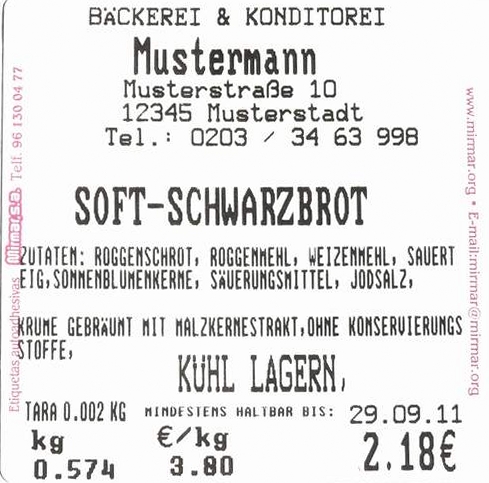 BÄCKEREI & KONDITOREI
Mustermann
Musterstraße 10
12345 Musterstadt
Tel.: 0203 / 34 63 998
SOFT-SCHWARZBROT
ZUTATEN: ROGGENSCHROT, ROGGENMEHL, WEIZENMEHL, SAUERT
EIG,SONNENBLUMENKERNE, SÄUERUNGSMITTEL, JODSALZ,
KRUME GEBRÄUNT MIT MALZKERNESTRAKT,OHNE KONSERVIERUNGS
STOFFE,
KÜHL LAGERN,
TARA 0.002 KG MINDESTENS HALTBAR BIS: 29.09.11
kg €/kg 2.18€
0.574 3.80
Etiquetas autoadhesivas Mirmar S.A. Telf. 96 130 04 77
www.mirmar.org • E-mail:mirmar@mirmar.org